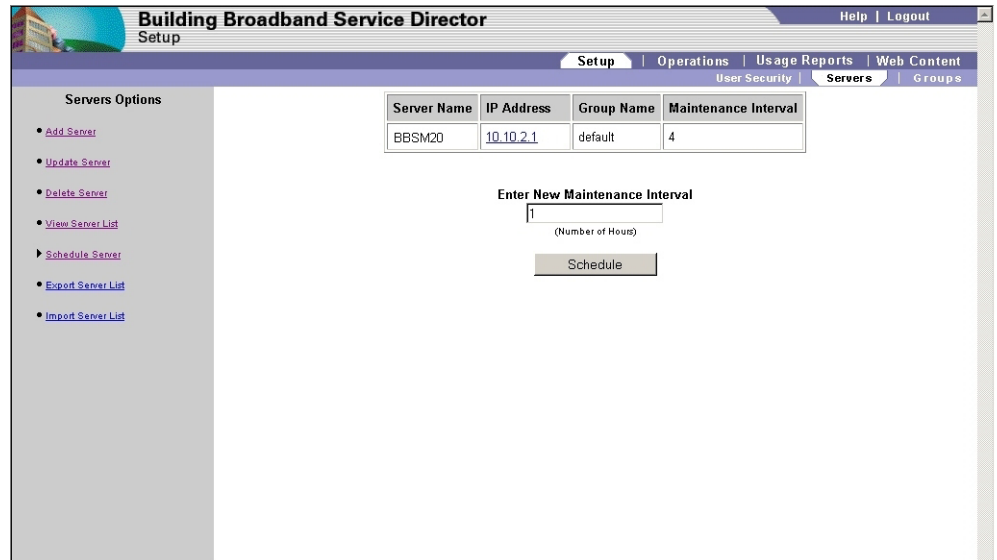 Building Broadband Service Director
Setup
Help | Logout
Setup | Operations | Usage Reports | Web Content
User Security | Servers | Groups
Servers Options
Add Server
Update Server
Delete Server
View Server List
Schedule Server
Export Server List
Import Server List
Server Name IP Address Group Name Maintenance Interval
BBSM20 10.10.2.1 default 4
Enter New Maintenance Interval
1
(Number of Hours)
Schedule